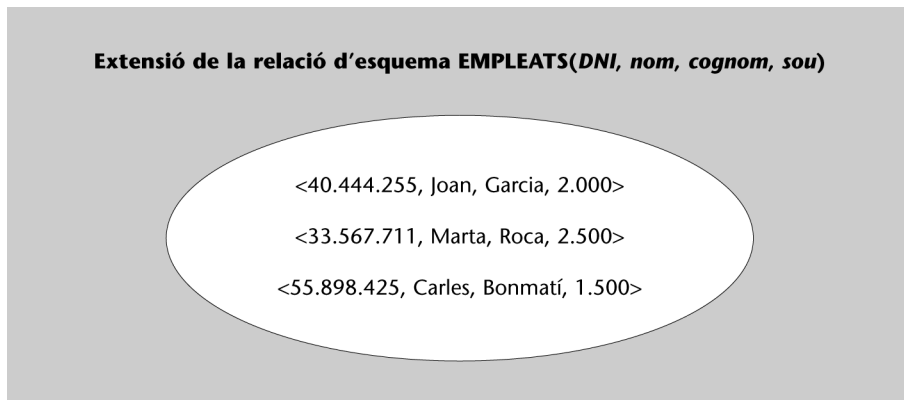 Extensió de la relació d’esquema EMPLEATS(DNI, nom, cognom, sou)
<40.444.255, Joan, Garcia, 2.000>
<33.567.711, Marta, Roca, 2.500>
<55.898.425, Carles, Bonmatí, 1.500>